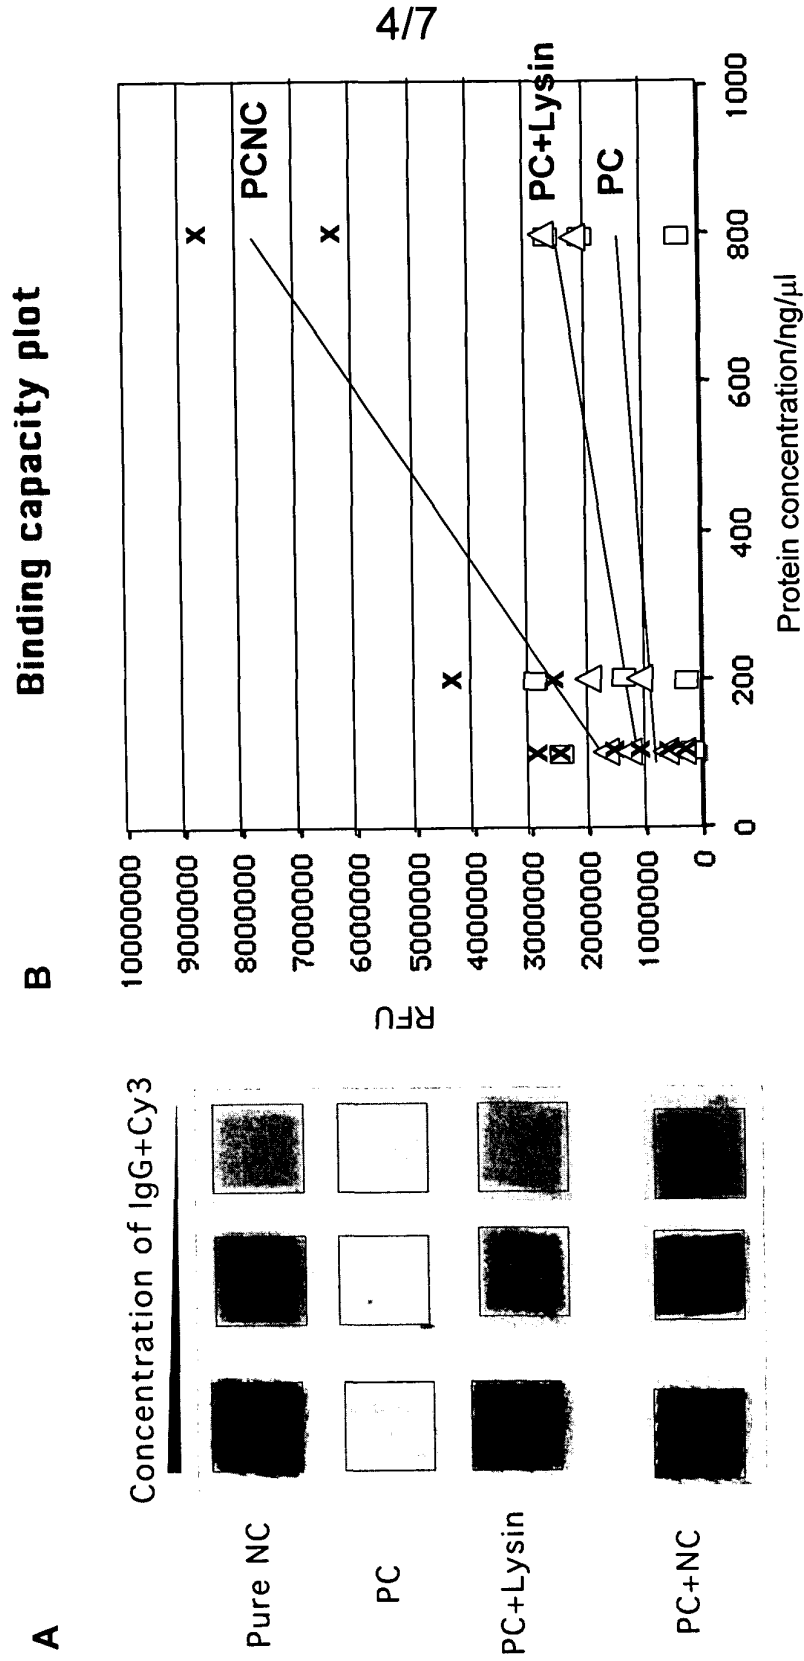 4/7
A
Concentration of IgG+Cy3
Pure NC
PC
PC+Lysin
PC+NC
B
Binding capacity plot
RFU
10000000
9000000
8000000
7000000
6000000
5000000
4000000
3000000
2000000
1000000
0
PCNC
PC+Lysin
PC
0
200
400
600
800
1000
Protein concentration/ng/µl